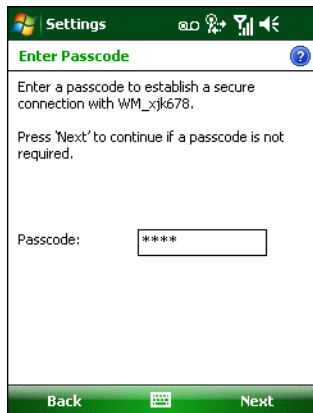 Settings
Enter Passcode
Enter a passcode to establish a secure
connection with WM_xjk678.
Press 'Next' to continue if a passcode is not
required.
Passcode: ****
Back Next